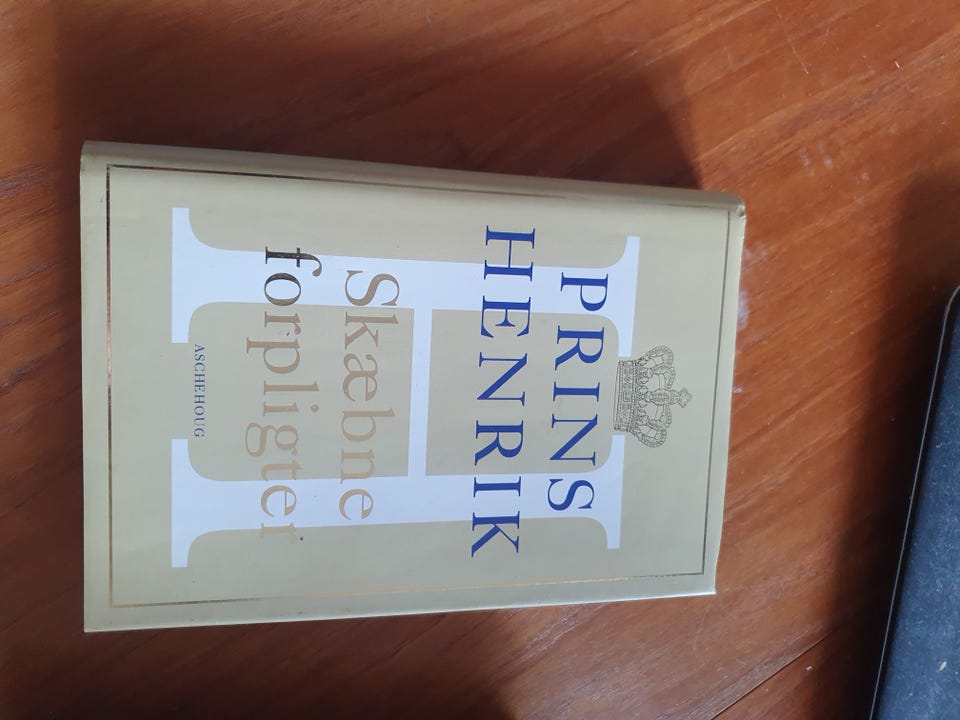 PRINS
HENRIK
Skæbne
forpligter
ASCHEHOUG